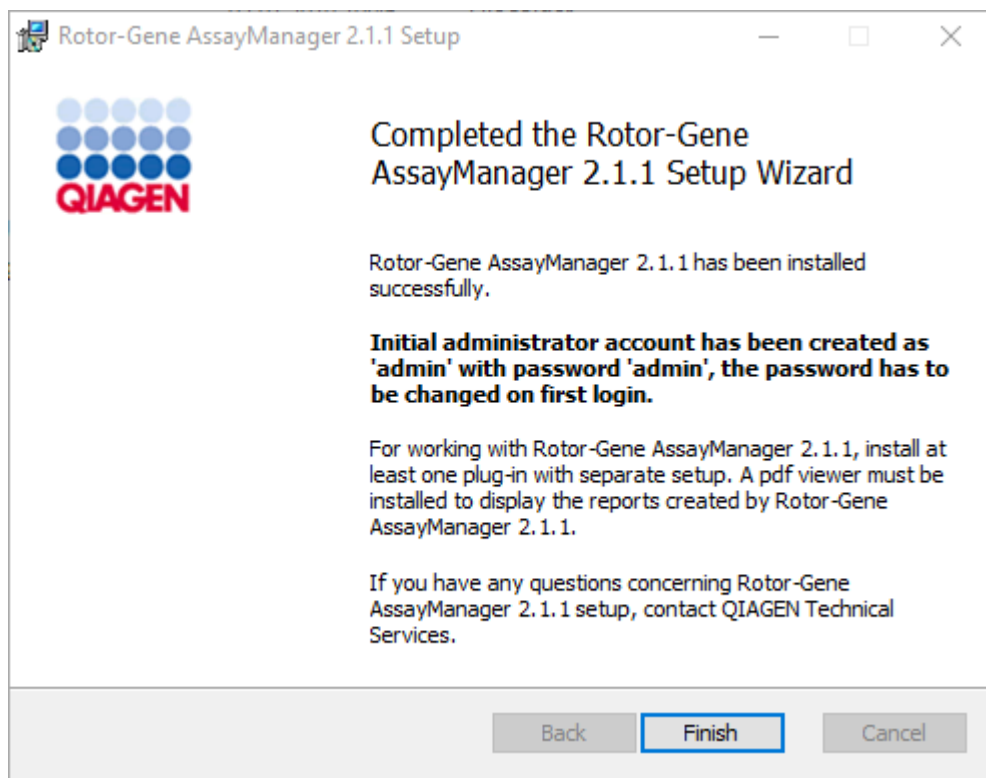 Rotor-Gene AssayManager 2.1.1 Setup
QIAGEN
Completed the Rotor-Gene
AssayManager 2.1.1 Setup Wizard
Rotor-Gene AssayManager 2.1.1 has been installed
successfully.
Initial administrator account has been created as
'admin' with password 'admin', the password has to
be changed on first login.
For working with Rotor-Gene AssayManager 2.1.1, install at
least one plug-in with separate setup. A pdf viewer must be
installed to display the reports created by Rotor-Gene
AssayManager 2.1.1.
If you have any questions concerning Rotor-Gene
AssayManager 2.1.1 setup, contact QIAGEN Technical
Services.
Back
Finish
Cancel